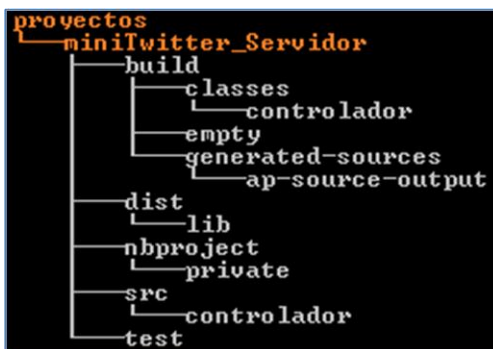 proyectos
miniTwitter_Servidor
build
classes
controlador
empty
generated-sources
ap-source-output
dist
lib
nbproject
private
src
controlador
test